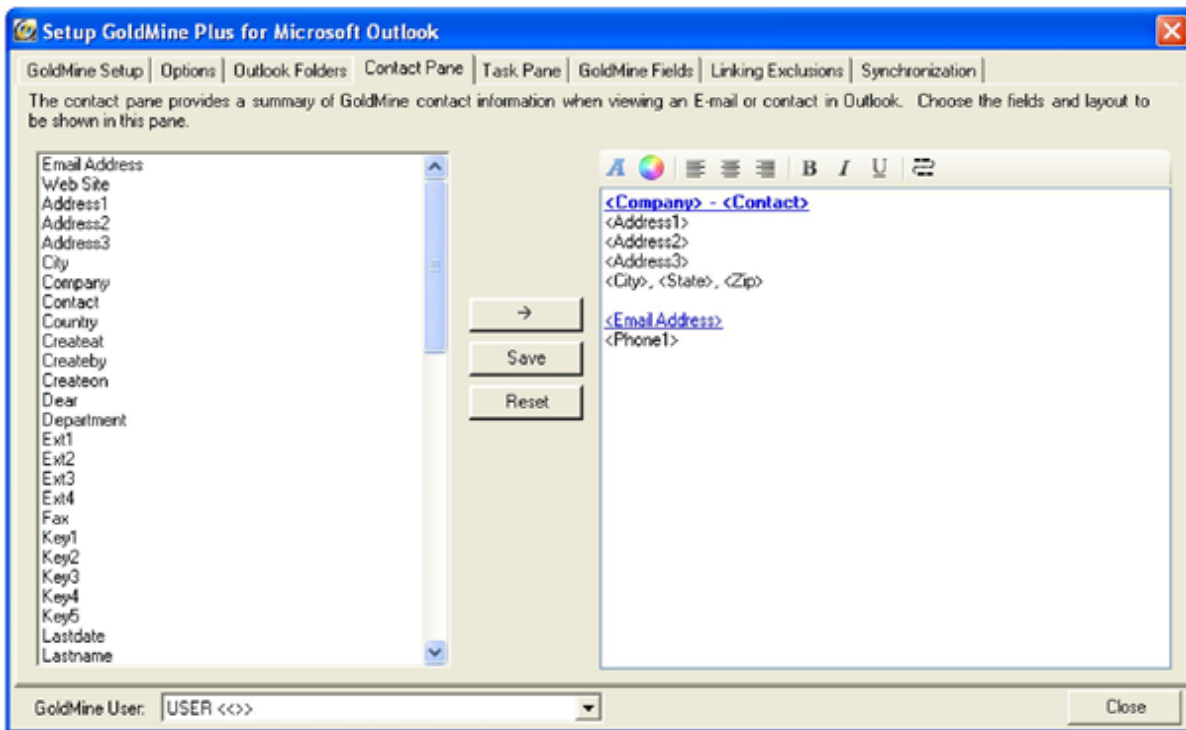 Setup GoldMine Plus for Microsoft Outlook
GoldMine Setup Options Outlook Folders Contact Pane Task Pane GoldMine Fields Linking Exclusions Synchronization
The contact pane provides a summary of GoldMine contact information when viewing an E-mail or contact in Outlook. Choose the fields and layout to
be shown in this pane.
Email Address
Web Site
Address1
Address2
Address3
City
Company
Contact
Country
Createat
Createby
Createon
Dear
Department
Ext1
Ext2
Ext3
Ext4
Fax
Key1
Key2
Key3
Key4
Key5
Lastdate
Lastname
→
Save
Reset
A B I U
<Company> - <Contact>
<Address1>
<Address2>
<Address3>
<City>, <State>, <Zip>
<Email Address>
<Phone1>
GoldMine User: USER <<>>
Close